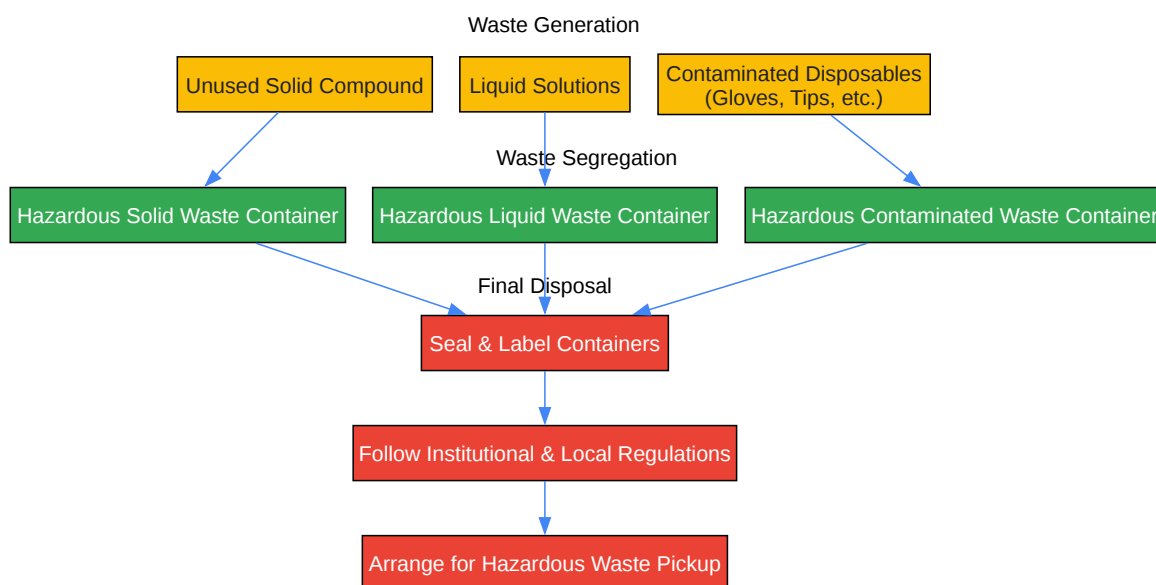 Waste Generation
Unused Solid Compound
Liquid Solutions
Contaminated Disposables
(Gloves, Tips, etc.)
Waste Segregation
Hazardous Solid Waste Container
Hazardous Liquid Waste Container
Hazardous Contaminated Waste Container
Final Disposal
Seal & Label Containers
Follow Institutional & Local Regulations
Arrange for Hazardous Waste Pickup